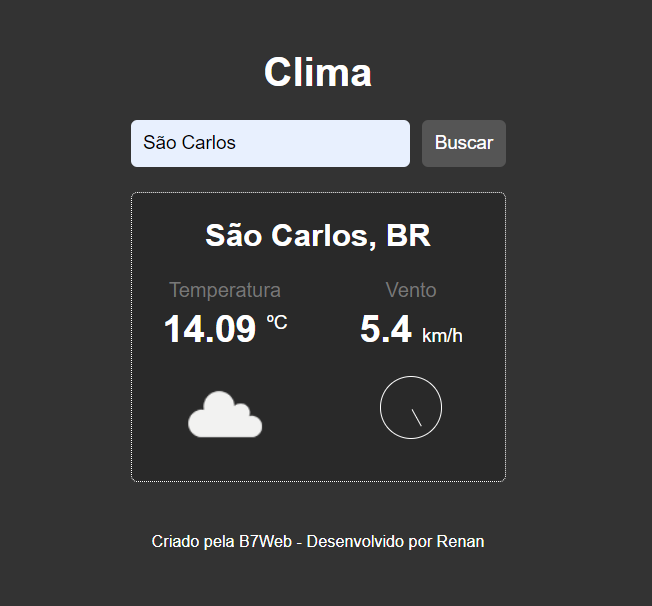 Clima
São Carlos Buscar
São Carlos, BR
Temperatura Vento
14.09 ºC 5.4 km/h
Criado pela B7Web - Desenvolvido por Renan